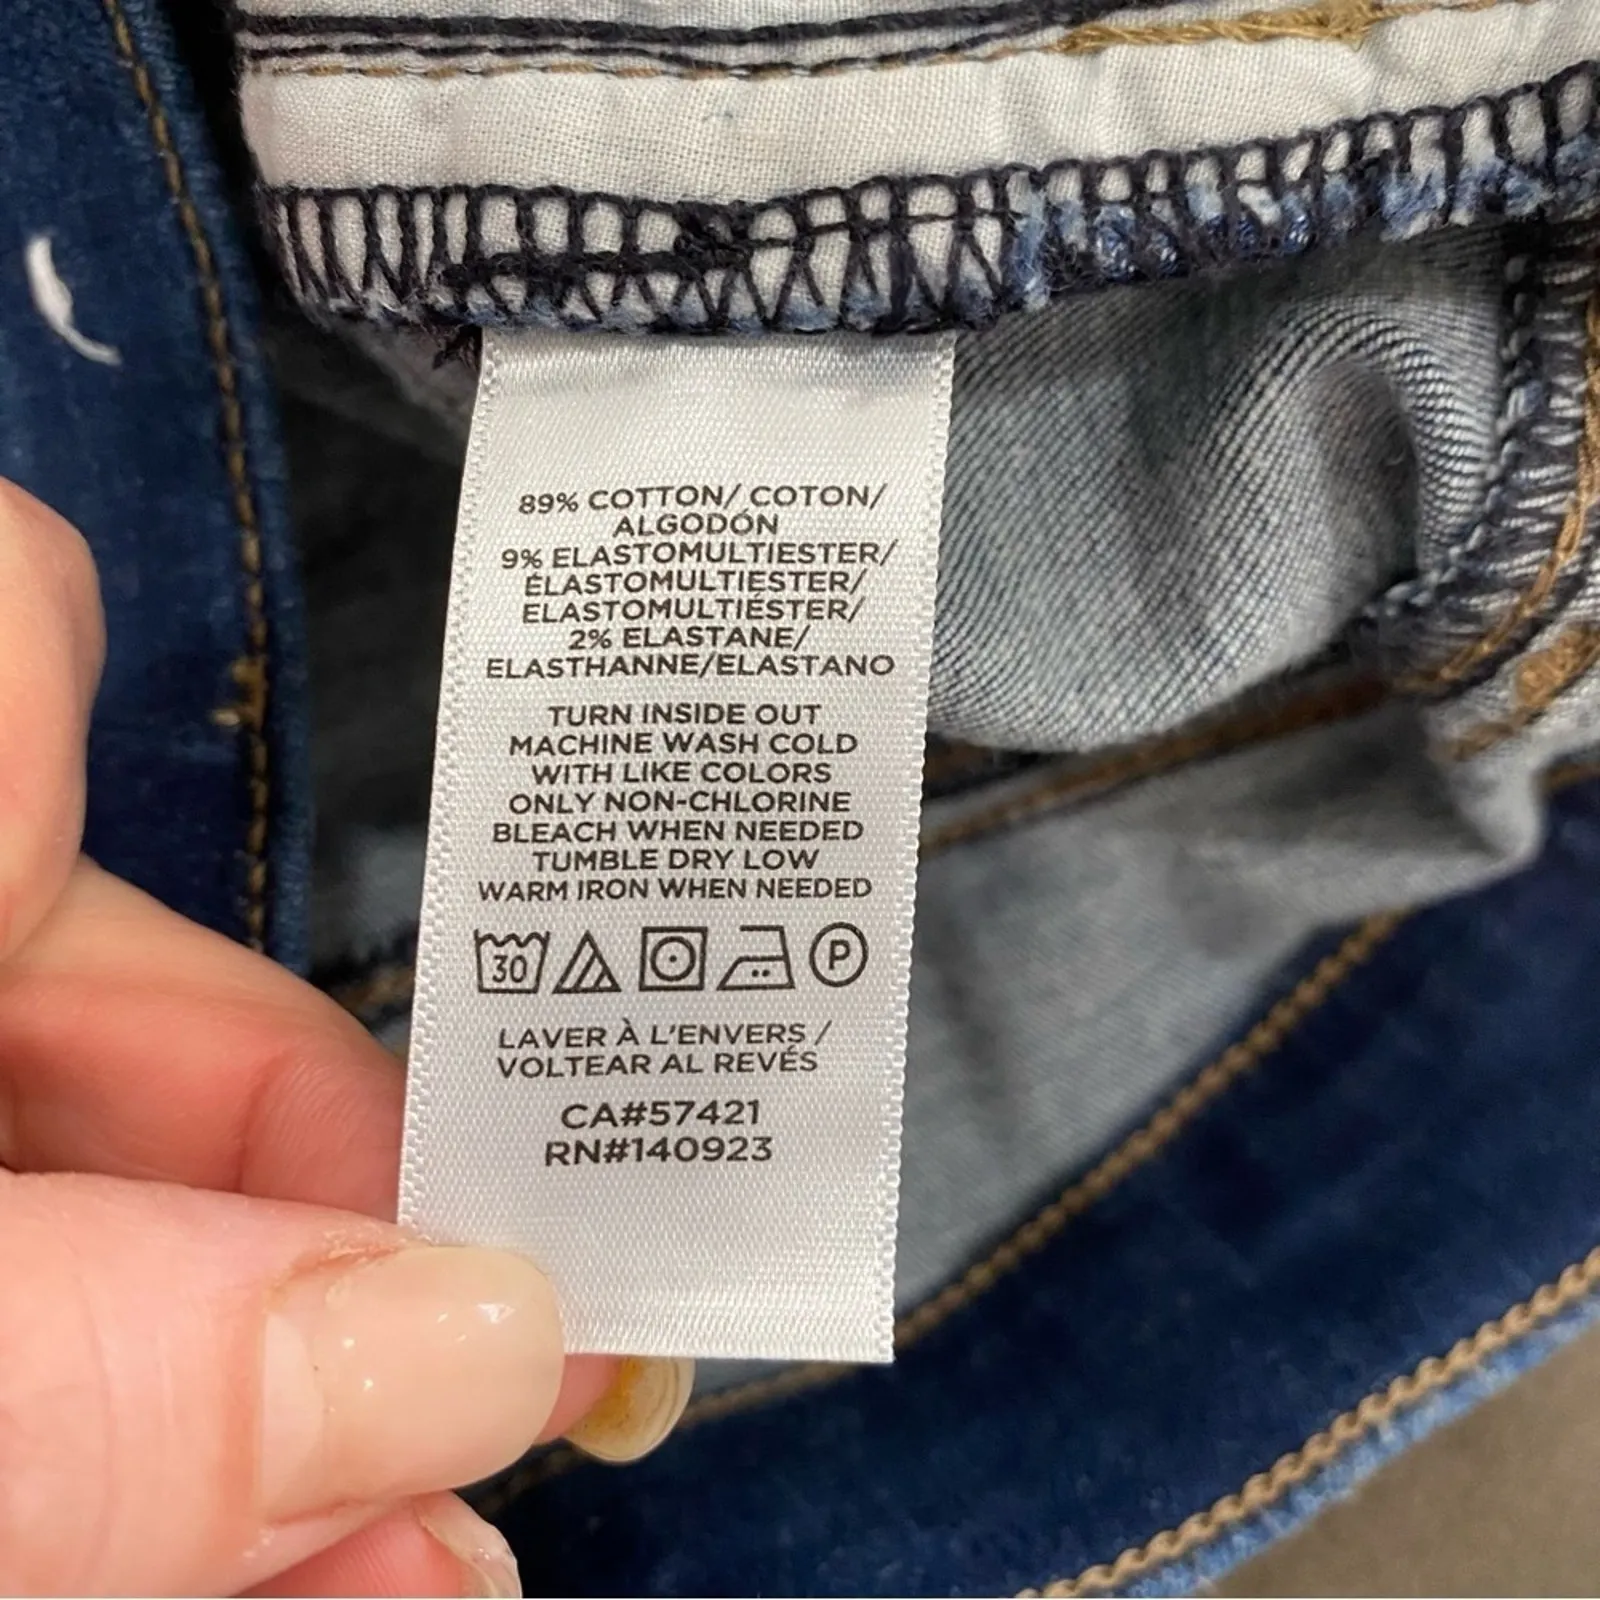 89% COTTON/ COTON/
ALGODÓN
9% ELASTOMULTIESTER/
ÉLASTOMULTIESTER/
ELASTOMULTIÉSTER/
2% ELASTANE/
ELASTHANNE/ELASTANO
TURN INSIDE OUT
MACHINE WASH COLD
WITH LIKE COLORS
ONLY NON-CHLORINE
BLEACH WHEN NEEDED
TUMBLE DRY LOW
WARM IRON WHEN NEEDED
30 P
LAVER À L'ENVERS /
VOLTEAR AL REVÉS
CA#57421
RN#140923